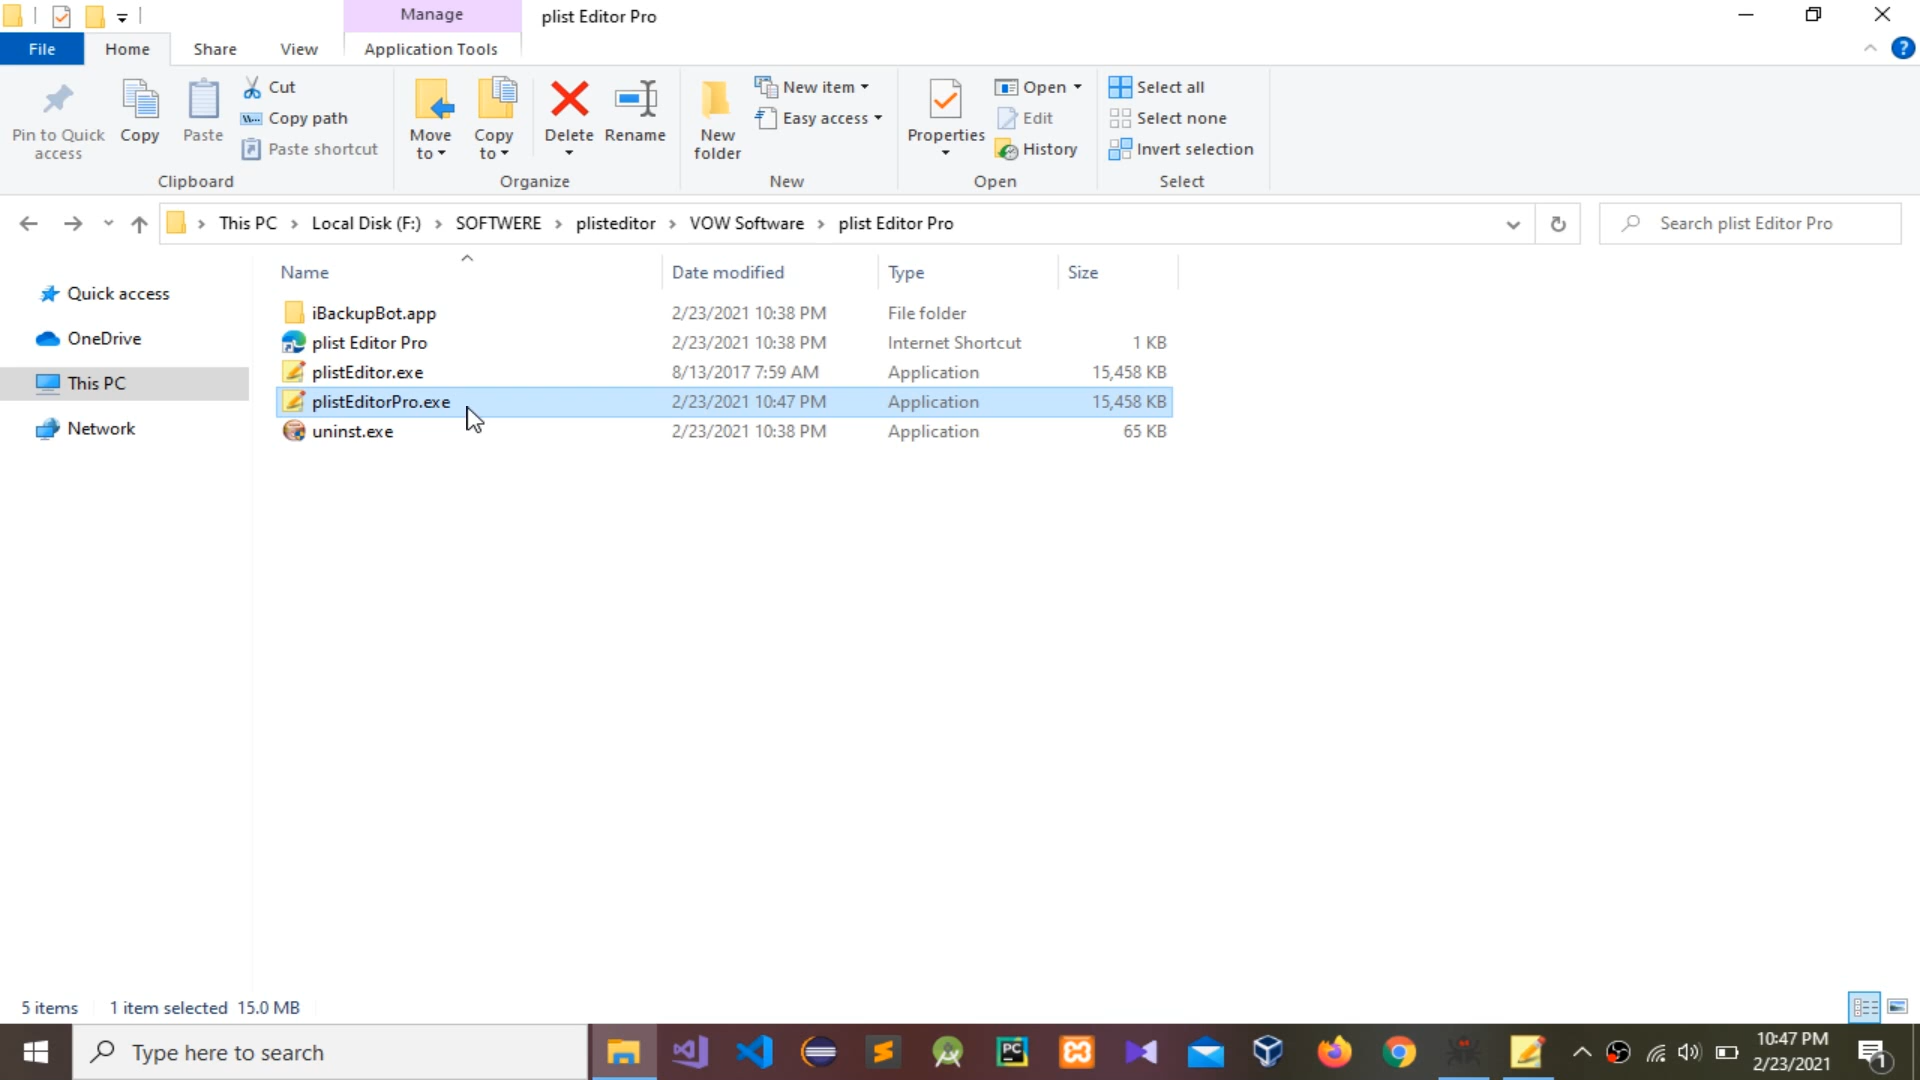 Manage
plist Editor Pro
File
Home
Share
View
Application Tools
Pin to Quick access
Copy
Paste
Cut
Copy path
Paste shortcut
Clipboard
Move to
Copy to
Delete
Rename
Organize
New folder
New item
Easy access
New
Properties
Open
Edit
History
Open
Select all
Select none
Invert selection
Select
This PC > Local Disk (F:) > SOFTWERE > plisteditor > VOW Software > plist Editor Pro
Search plist Editor Pro
Quick access
OneDrive
This PC
Network
Name Date modified Type Size
iBackupBot.app 2/23/2021 10:38 PM File folder
plist Editor Pro 2/23/2021 10:38 PM Internet Shortcut 1 KB
plistEditor.exe 8/13/2017 7:59 AM Application 15,458 KB
plistEditorPro.exe 2/23/2021 10:47 PM Application 15,458 KB
uninst.exe 2/23/2021 10:38 PM Application 65 KB
5 items 1 item selected 15.0 MB
Type here to search
PC
10:47 PM
2/23/2021
1